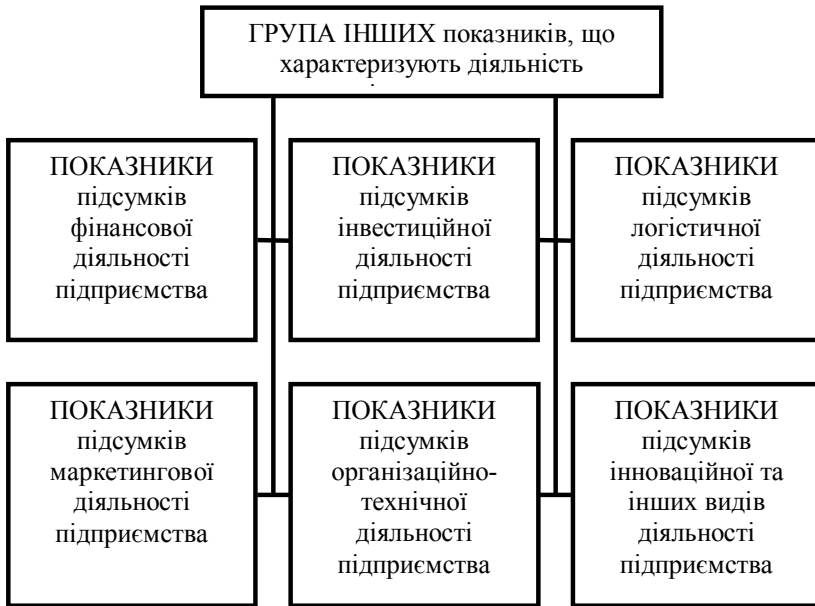 ГРУПА ІНШИХ показників, що
характеризують діяльність
ПОКАЗНИКИ
підсумків
фінансової
діяльності
підприємства
ПОКАЗНИКИ
підсумків
інвестиційної
діяльності
підприємства
ПОКАЗНИКИ
підсумків
логістичної
діяльності
підприємства
ПОКАЗНИКИ
підсумків
маркетингової
діяльності
підприємства
ПОКАЗНИКИ
підсумків
організаційно-
технічної
діяльності
підприємства
ПОКАЗНИКИ
підсумків
інноваційної та
інших видів
діяльності
підприємства